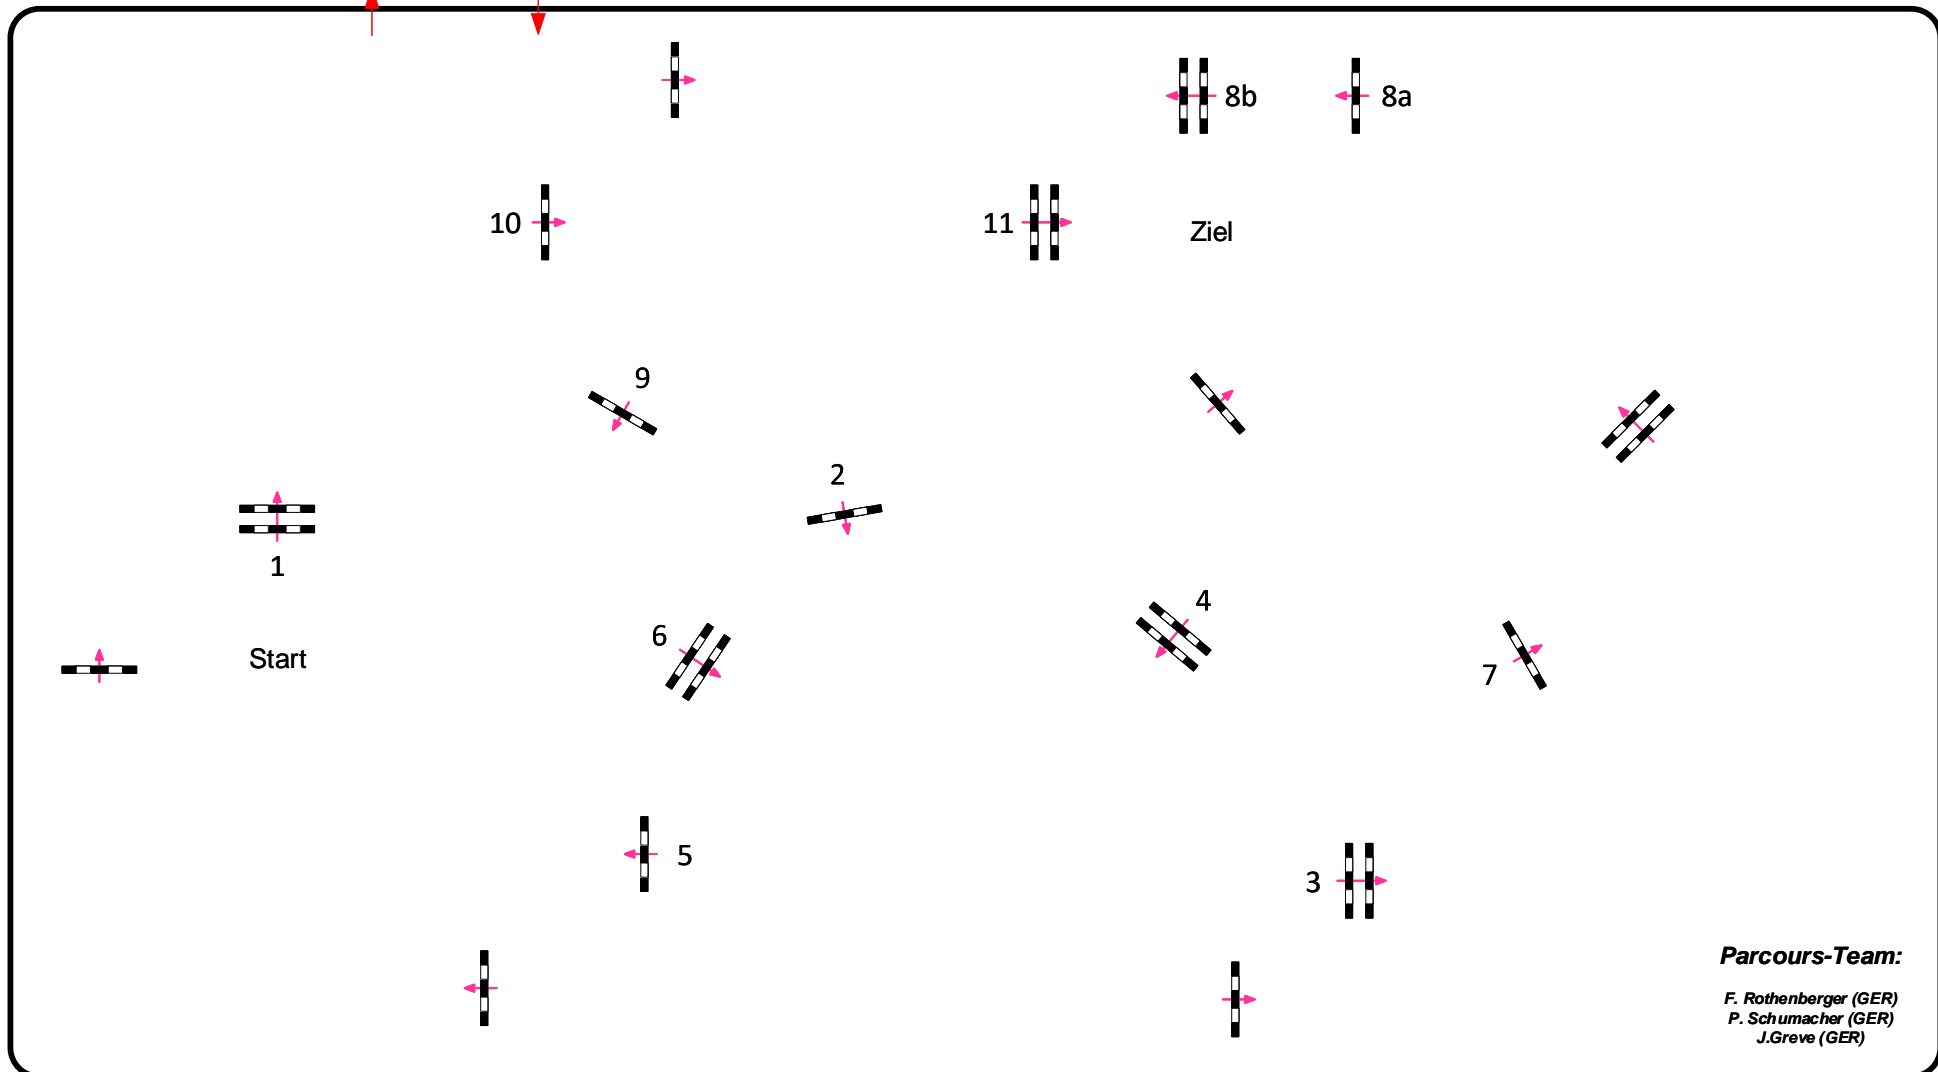 8b
8a
10
11
Ziel
9
2
1
4
6
Start
7
5
3
Parcours-Team:
F. Rothenberger (GER)
P. Schumacher (GER)
J.Greve (GER)